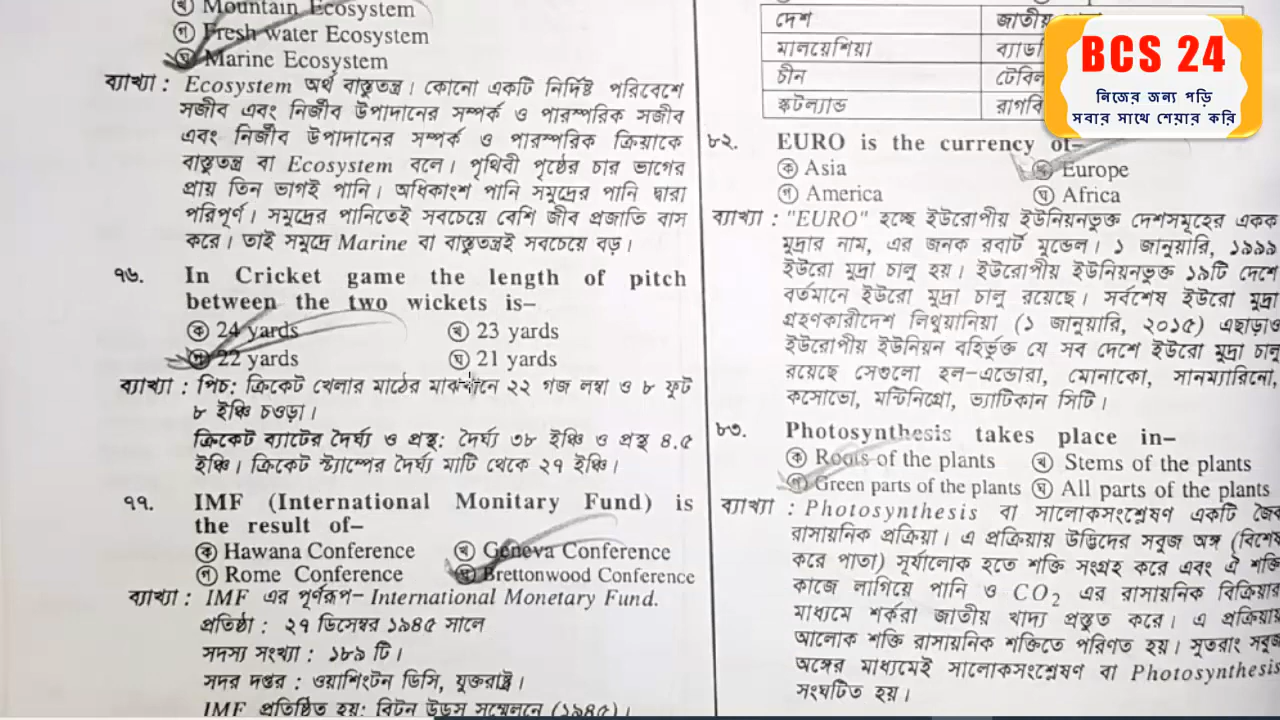 Mountain Ecosystem
গ Fresh water Ecosystem
ঘ Marine Ecosystem
ব্যাখ্যা : Ecosystem অর্থ বাস্তুতন্ত্র। কোনো একটি নির্দিষ্ট পরিবেশে
সজীব এবং নির্জীব উপাদানের সম্পর্ক ও পারস্পরিক সজীব
এবং নির্জীব উপাদানের সম্পর্ক ও পারস্পরিক ক্রিয়াকে
বাস্তুতন্ত্র বা Ecosystem বলে। পৃথিবী পৃষ্ঠের চার ভাগের
প্রায় তিন ভাগই পানি। অধিকাংশ পানি সমুদ্রের পানি দ্বারা
পরিপূর্ণ। সমুদ্রের পানিতেই সবচেয়ে বেশি জীব প্রজাতি বাস
করে। তাই সমুদ্রে Marine বা বাস্তুতন্ত্রই সবচেয়ে বড়।
৭৬. In Cricket game the length of pitch
between the two wickets is–
ক 24 yards খ 23 yards
গ 22 yards ঘ 21 yards
ব্যাখ্যা : পিচ: ক্রিকেট খেলার মাঠের মাঝখানে ২২ গজ লম্বা ও ৮ ফুট
৮ ইঞ্চি চওড়া।
ক্রিকেট ব্যাটের দৈর্ঘ্য ও প্রস্থ: দৈর্ঘ্য ৩৮ ইঞ্চি ও প্রস্থ ৪.৫
ইঞ্চি। ক্রিকেট স্ট্যাম্পের দৈর্ঘ্য মাটি থেকে ২৭ ইঞ্চি।
৭৭. IMF (International Monitary Fund) is
the result of–
ক Hawana Conference খ Geneva Conference
গ Rome Conference ঘ Brettonwood Conference
ব্যাখ্যা : IMF এর পূর্ণরূপ– International Monetary Fund.
প্রতিষ্ঠা : ২৭ ডিসেম্বর ১৯৪৫ সালে
সদস্য সংখ্যা : ১৮৯ টি।
সদর দপ্তর : ওয়াশিংটন ডিসি, যুক্তরাষ্ট্র।
IMF প্রতিষ্ঠিত হয়: ব্রিটন উডস সম্মেলনে (১৯৪৫)।
দেশ জাতীয়
মালয়েশিয়া
চীন টেবিল
স্কটল্যান্ড
BCS 24
নিজের জন্য পড়ি
সবার সাথে শেয়ার করি
৮২. EURO is the currency of–
ক Asia খ Europe
গ America ঘ Africa
ব্যাখ্যা : "EURO" হচ্ছে ইউরোপীয় ইউনিয়নভুক্ত দেশসমূহের একক
মুদ্রার নাম, এর জনক রবার্ট মুন্ডেল। ১ জানুয়ারি, ১৯৯৯
ইউরো মুদ্রা চালু হয়। ইউরোপীয় ইউনিয়নভুক্ত ১৯টি দেশে
বর্তমানে ইউরো মুদ্রা চালু রয়েছে। সর্বশেষ ইউরো মুদ্রা
গ্রহণকারীদেশ লিথুয়ানিয়া (১ জানুয়ারি, ২০১৫) এছাড়াও
ইউরোপীয় ইউনিয়ন বহির্ভূক্ত যে সব দেশে ইউরো মুদ্রা চালু
রয়েছে সেগুলো হল–এন্ডোরা, মোনাকো, সানম্যারিনো,
কসোভো, মন্টিনিগ্রো, ভ্যাটিকান সিটি।
৮৩. Photosynthesis takes place in–
ক Roots of the plants খ Stems of the plants
গ Green parts of the plants ঘ All parts of the plants
ব্যাখ্যা : Photosynthesis বা সালোকসংশ্লেষণ একটি জৈব
রাসায়নিক প্রক্রিয়া। এ প্রক্রিয়ায় উদ্ভিদের সবুজ অঙ্গ (বিশেষ
করে পাতা) সূর্যালোক হতে শক্তি সংগ্রহ করে এবং ঐ শক্তি
কাজে লাগিয়ে পানি ও CO2 এর রাসায়নিক বিক্রিয়ার
মাধ্যমে শর্করা জাতীয় খাদ্য প্রস্তুত করে। এ প্রক্রিয়ায়
আলোক শক্তি রাসায়নিক শক্তিতে পরিণত হয়। সুতরাং সবুজ
অঙ্গের মাধ্যমেই সালোকসংশ্লেষণ বা Photosynthesis
সংঘটিত হয়।